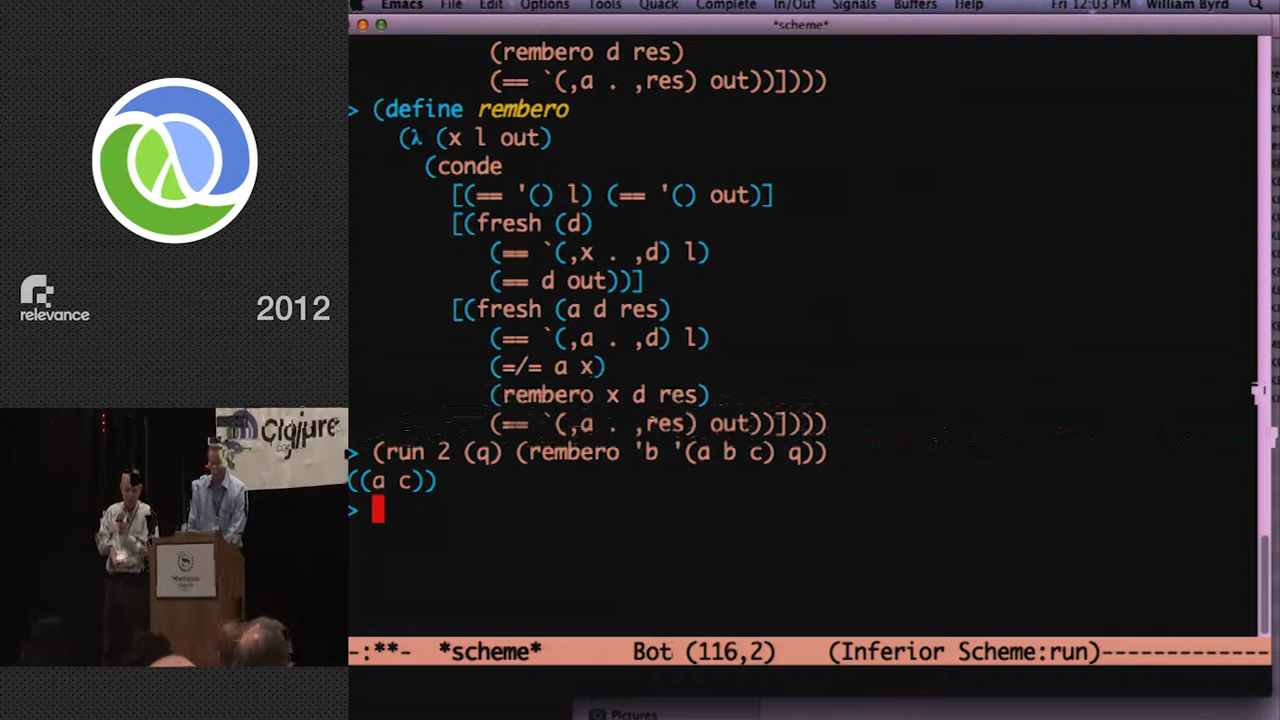 Emacs File Edit Options Tools Quack Complete In/Out Signals Buffers Help Fri 12:03 PM William Byrd
*scheme*
(rembero d res)
(== `(,a . ,res) out))])))
> (define rembero
(λ (x l out)
(conde
[(== '() l) (== '() out)]
[(fresh (d)
(== `(,x . ,d) l)
(== d out))]
[(fresh (a d res)
(== `(,a . ,d) l)
(=/= a x)
(rembero x d res)
(== `(,a . ,res) out))])))
> (run 2 (q) (rembero 'b '(a b c) q))
((a c))
>
-:**- *scheme* Bot (116,2) (Inferior Scheme:run)-------------
Pictures
relevance
2012
Clojure
Sheraton